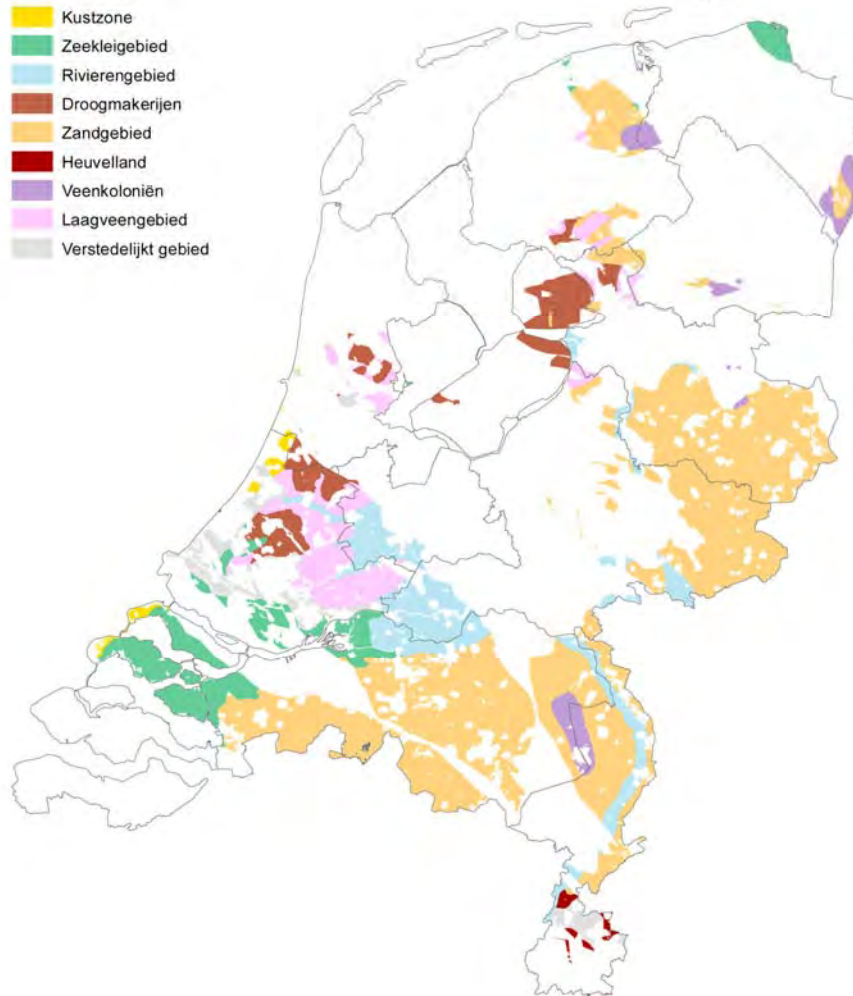 Kustzone
Zeekleigebied
Rivierengebied
Droogmakerijen
Zandgebied
Heuvelland
Veenkoloniën
Laagveengebied
Verstedelijkt gebied